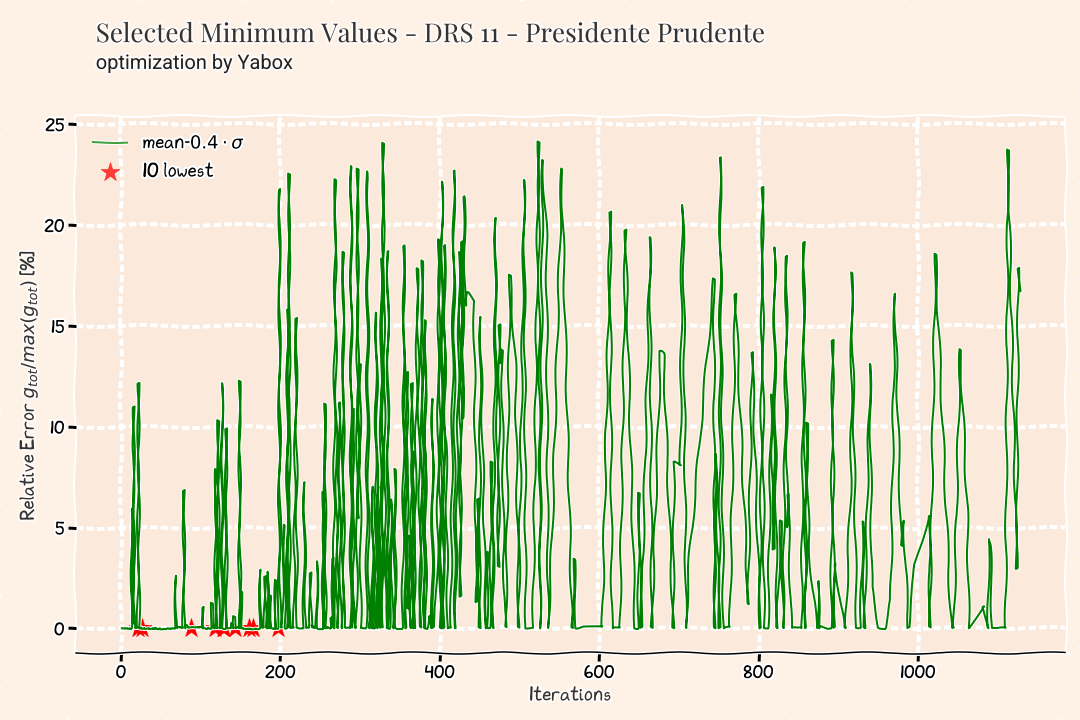 Selected Minimum Values - DRS 11 - Presidente Prudente
optimization by Yabox
mean-0.4 · σ
10 lowest
Relative Error g_tot/max(g_tot) [%]
25
20
15
10
5
0
0 200 400 600 800 1000
Iterations